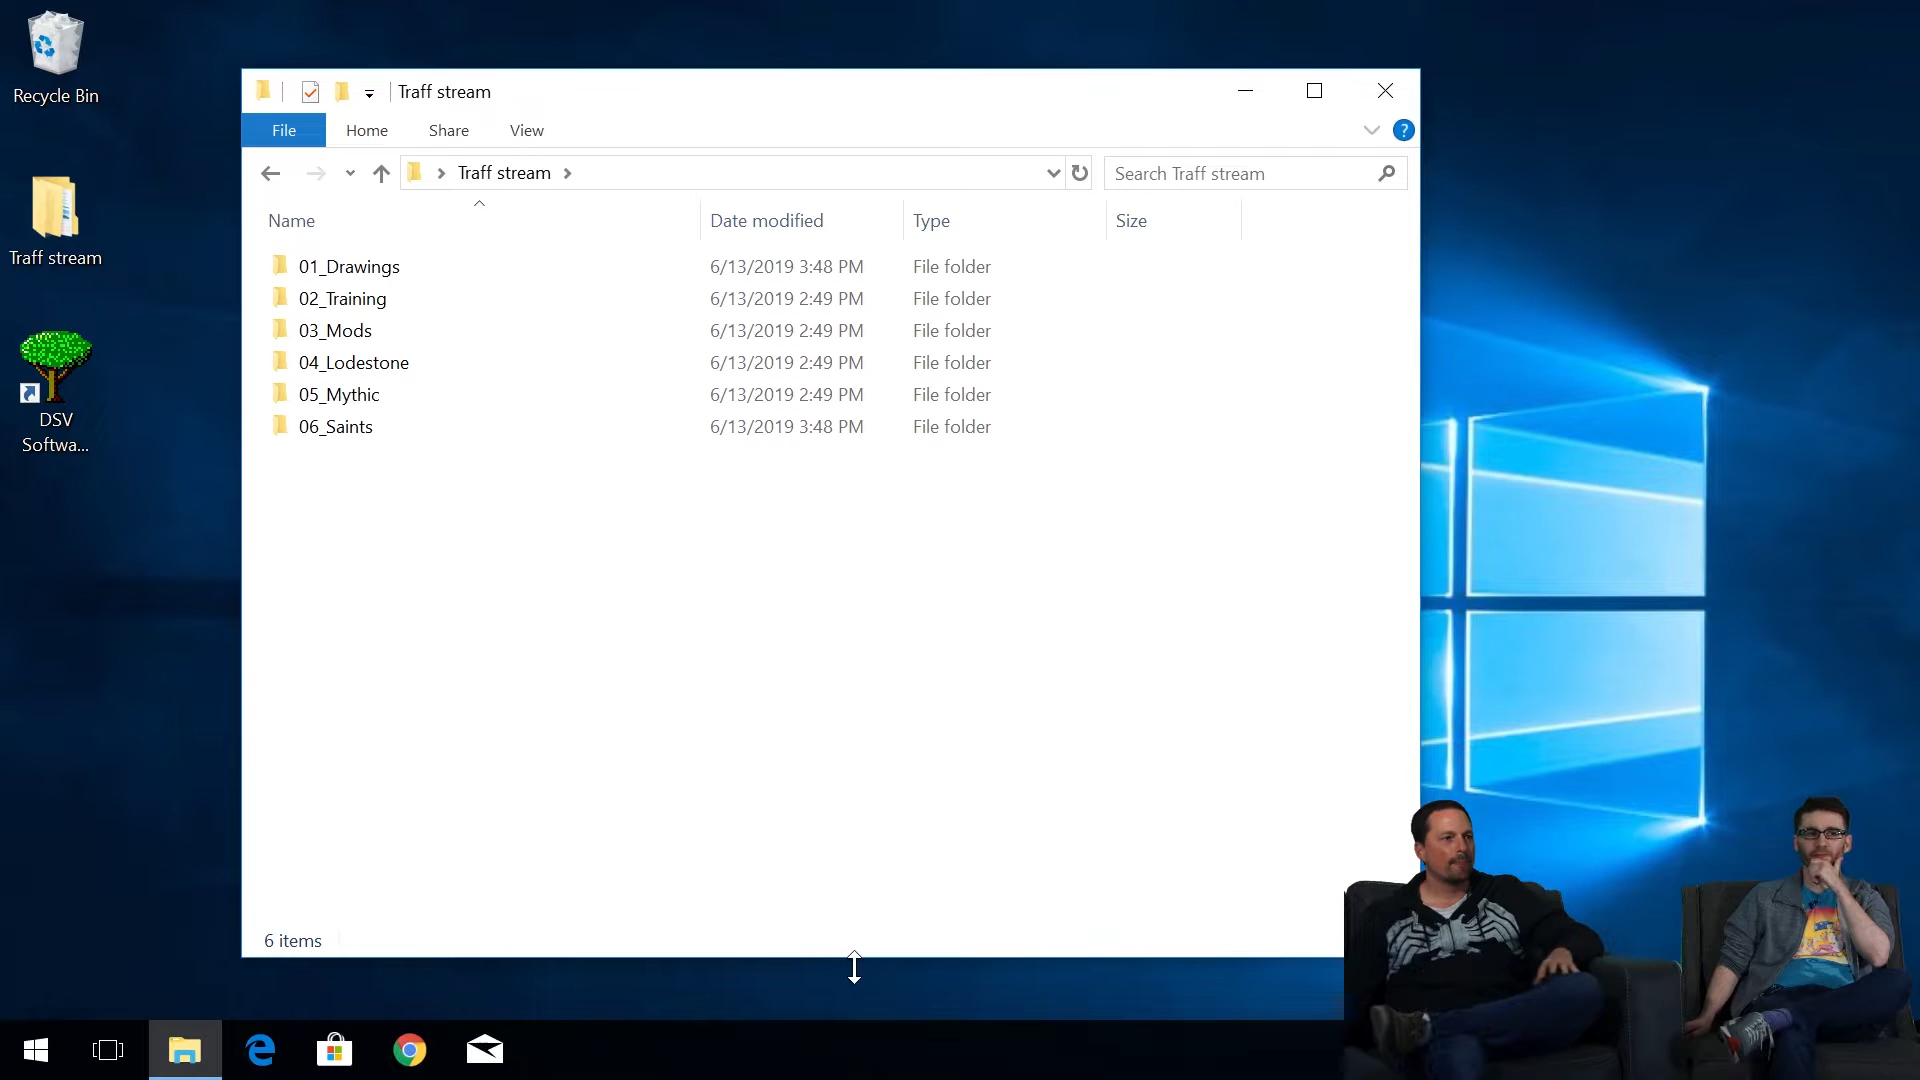 Recycle Bin
Traff stream
DSV
Softwa...
Traff stream
File Home Share View
?
Traff stream
Search Traff stream
Name Date modified Type Size
01_Drawings 6/13/2019 3:48 PM File folder
02_Training 6/13/2019 2:49 PM File folder
03_Mods 6/13/2019 2:49 PM File folder
04_Lodestone 6/13/2019 2:49 PM File folder
05_Mythic 6/13/2019 2:49 PM File folder
06_Saints 6/13/2019 3:48 PM File folder
6 items